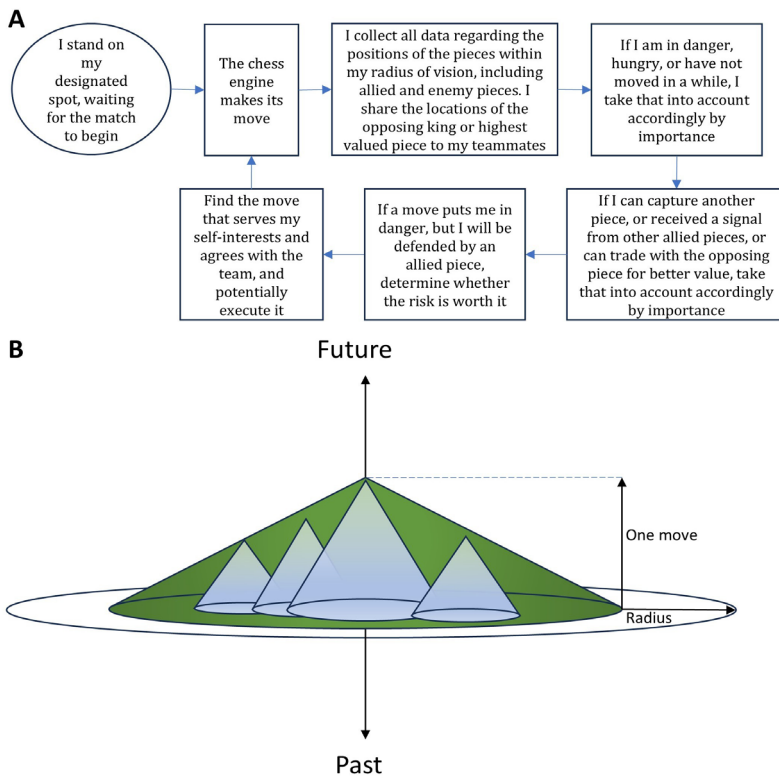 A
I stand on
my
designated
spot, waiting
for the match
to begin
The chess
engine
makes its
move
I collect all data regarding the
positions of the pieces within
my radius of vision, including
allied and enemy pieces. I
share the locations of the
opposing king or highest
valued piece to my teammates
If I am in danger,
hungry, or have not
moved in a while, I
take that into account
accordingly by
importance
If I can capture another
piece, or received a signal
from other allied pieces, or
can trade with the opposing
piece for better value, take
that into account accordingly
by importance
If a move puts me in
danger, but I will be
defended by an
allied piece,
determine whether
the risk is worth it
Find the move
that serves my
self-interests and
agrees with the
team, and
potentially
execute it
B
Future
One move
Radius
Past